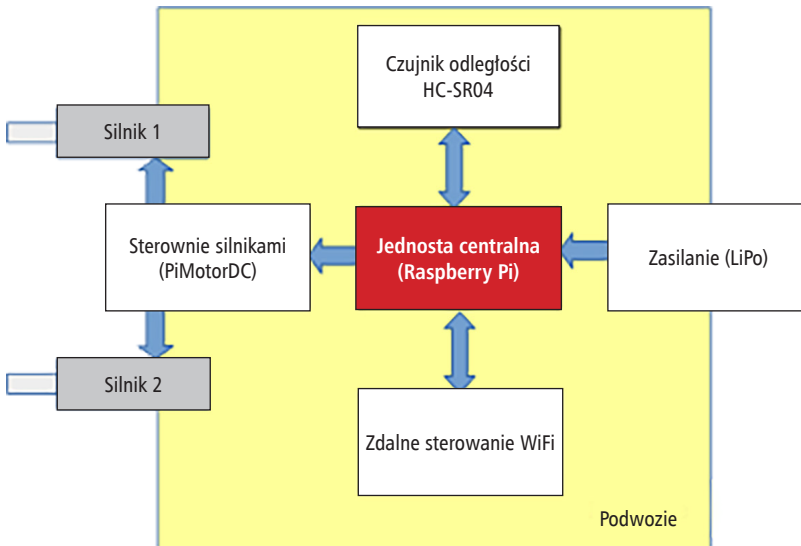 Czujnik odległości
HC-SR04
Silnik 1
Sterownie silnikami
(PiMotorDC)
Jednosta centralna
(Raspberry Pi)
Zasilanie (LiPo)
Silnik 2
Zdalne sterowanie WiFi
Podwozie